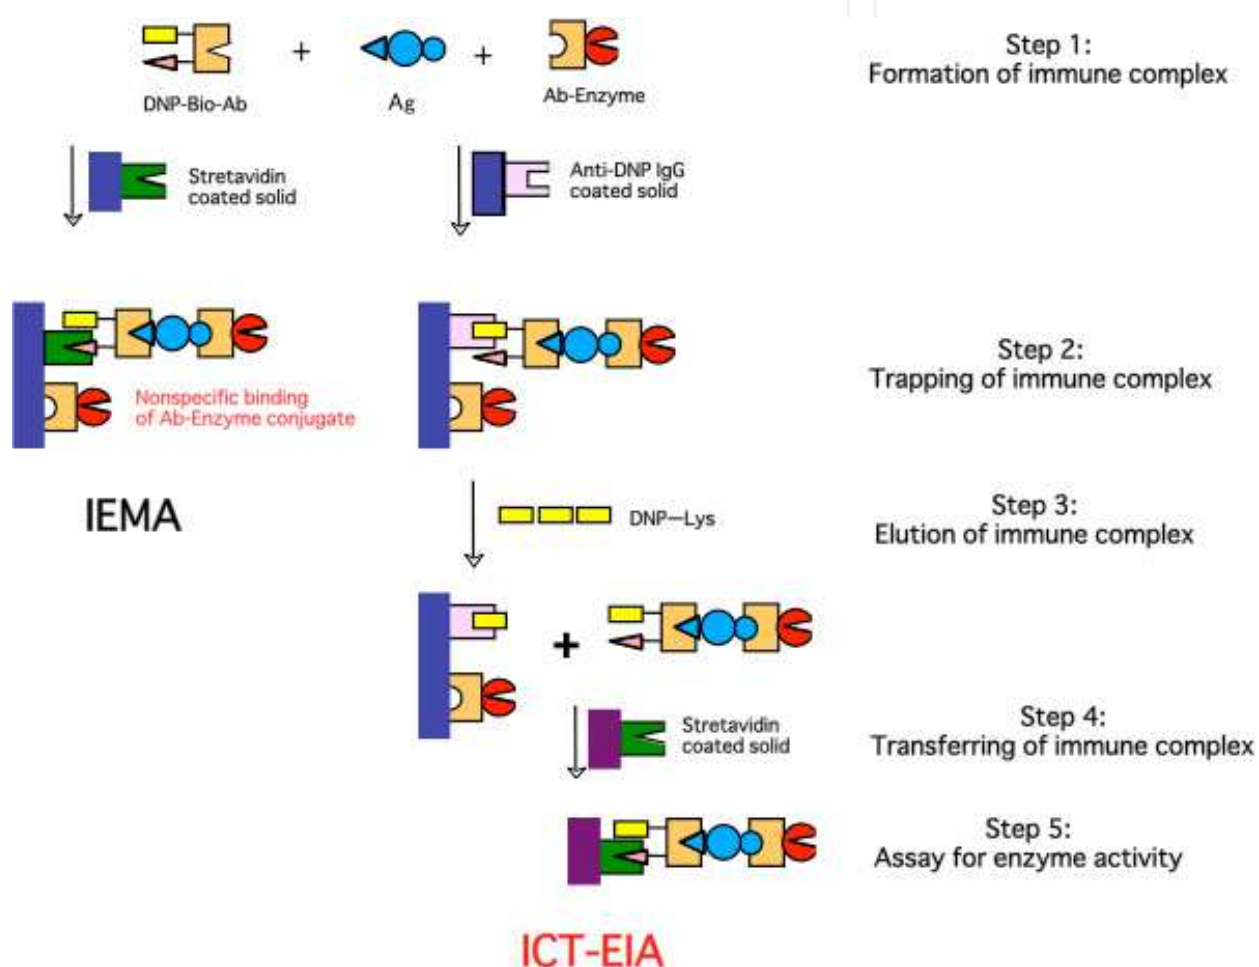 Step 1:
Formation of immune complex
+
+
DNP-Bio-Ab
Ag
Ab-Enzyme
Stretavidin
coated solid
Anti-DNP IgG
coated solid
Step 2:
Trapping of immune complex
Nonspecific binding
of Ab-Enzyme conjugate
IEMA
DNP—Lys
Step 3:
Elution of immune complex
+
Stretavidin
coated solid
Step 4:
Transferring of immune complex
Step 5:
Assay for enzyme activity
ICT-EIA